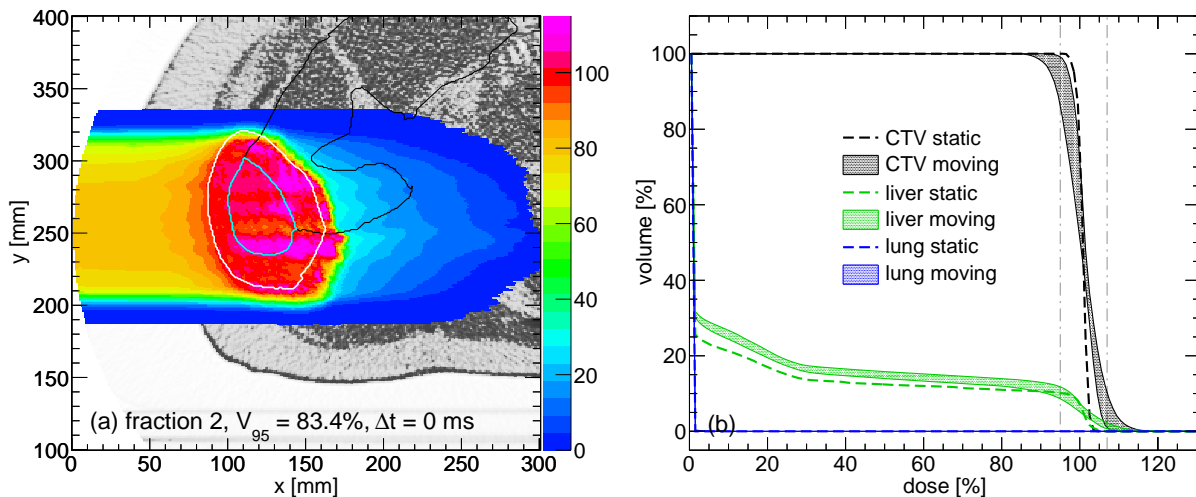 400
350
300
250
200
150
100
y [mm]
0 50 100 150 200 250 300
x [mm]
(a) fraction 2, V95 = 83.4%, Δt = 0 ms
100
80
60
40
20
0
100
80
60
40
20
0
volume [%]
CTV static
CTV moving
liver static
liver moving
lung static
lung moving
(b)
0 20 40 60 80 100 120
dose [%]